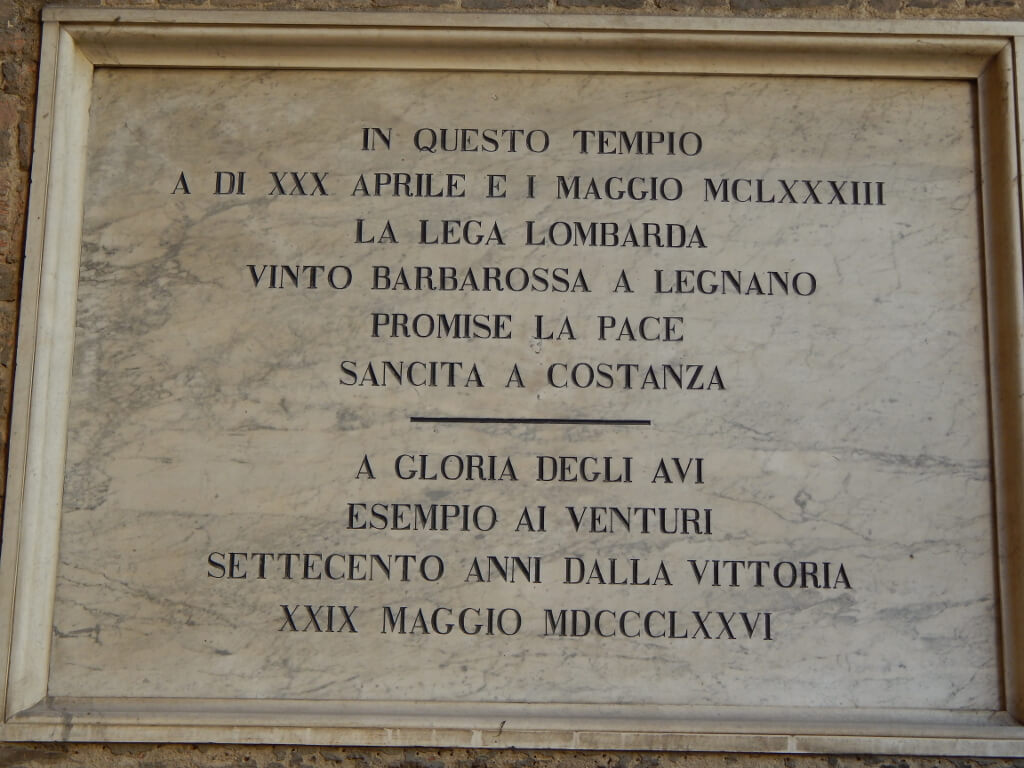 IN QUESTO TEMPIO
A DI XXX APRILE E I MAGGIO MCLXXXIII
LA LEGA LOMBARDA
VINTO BARBAROSSA A LEGNANO
PROMISE LA PACE
SANCITA A COSTANZA
A GLORIA DEGLI AVI
ESEMPIO AI VENTURI
SETTECENTO ANNI DALLA VITTORIA
XXIX MAGGIO MDCCCLXXVI